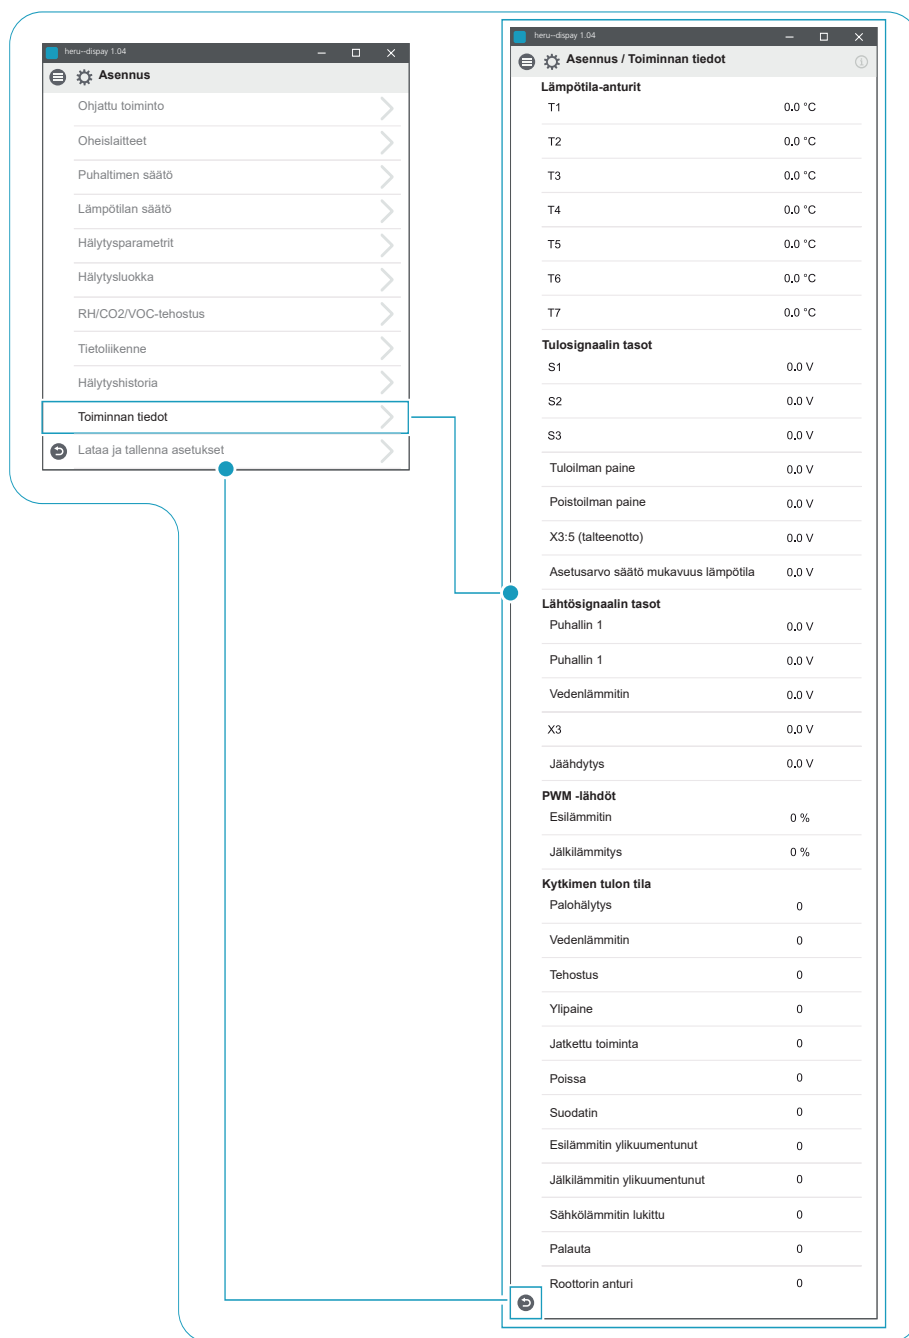 heru--dispay 1.04
Asennus
Ohjattu toiminto
Oheislaitteet
Puhaltimen säätö
Lämpötilan säätö
Hälytysparametrit
Hälytysluokka
RH/CO2/VOC-tehostus
Tietoliikenne
Hälytyshistoria
Toiminnan tiedot
Lataa ja tallenna asetukset
heru--dispay 1.04
Asennus / Toiminnan tiedot
Lämpötila-anturit
T1 0.0 °C
T2 0.0 °C
T3 0.0 °C
T4 0.0 °C
T5 0.0 °C
T6 0.0 °C
T7 0.0 °C
Tulosignaalin tasot
S1 0.0 V
S2 0.0 V
S3 0.0 V
Tuloilman paine 0.0 V
Poistoilman paine 0.0 V
X3:5 (talteenotto) 0.0 V
Asetusarvo säätö mukavuus lämpötila 0.0 V
Lähtösignaalin tasot
Puhallin 1 0.0 V
Puhallin 1 0.0 V
Vedenlämmitin 0.0 V
X3 0.0 V
Jäähdytys 0.0 V
PWM -lähdöt
Esilämmitin 0 %
Jälkilämmitys 0 %
Kytkimen tulon tila
Palohälytys 0
Vedenlämmitin 0
Tehostus 0
Ylipaine 0
Jatkettu toiminta 0
Poissa 0
Suodatin 0
Esilämmitin ylikuumentunut 0
Jälkilämmitin ylikuumentunut 0
Sähkölämmitin lukittu 0
Palauta 0
Roottorin anturi 0